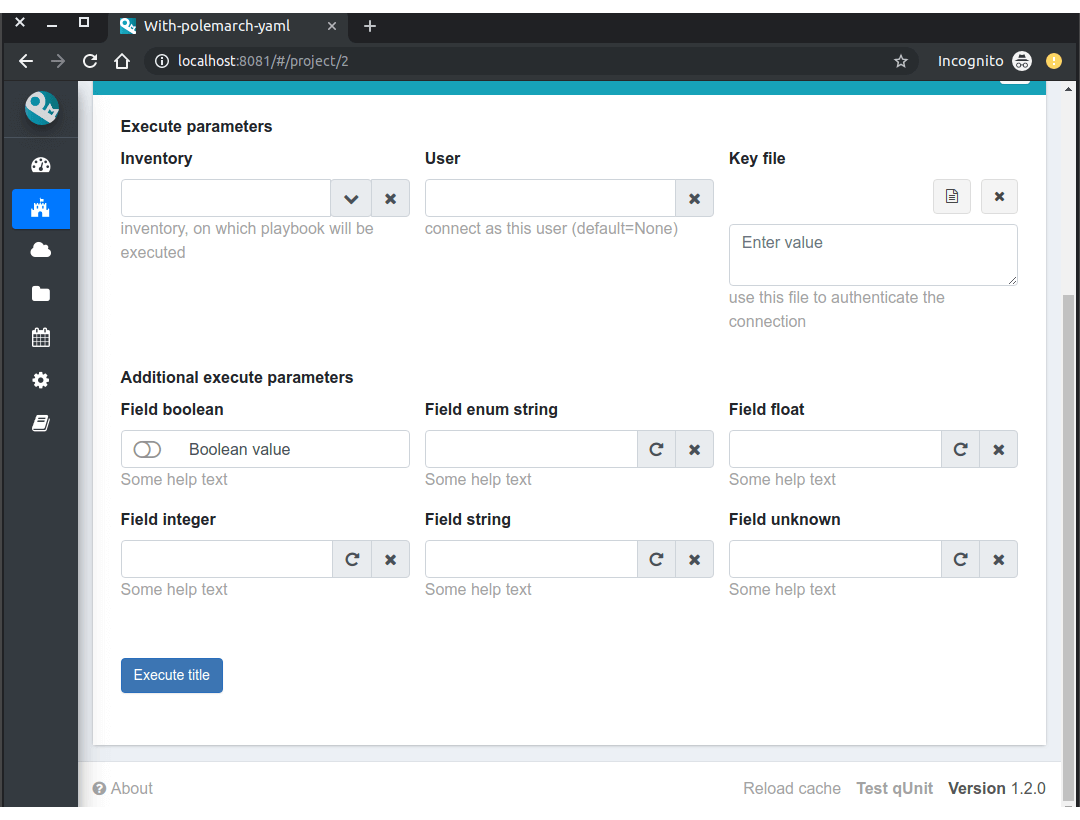 With-polemarch-yaml
localhost:8081/#/project/2
Incognito
Execute parameters
Inventory
User
Key file
inventory, on which playbook will be
executed
connect as this user (default=None)
Enter value
use this file to authenticate the
connection
Additional execute parameters
Field boolean
Field enum string
Field float
Boolean value
Some help text
Some help text
Some help text
Field integer
Field string
Field unknown
Some help text
Some help text
Some help text
Execute title
About
Reload cache
Test qUnit
Version 1.2.0